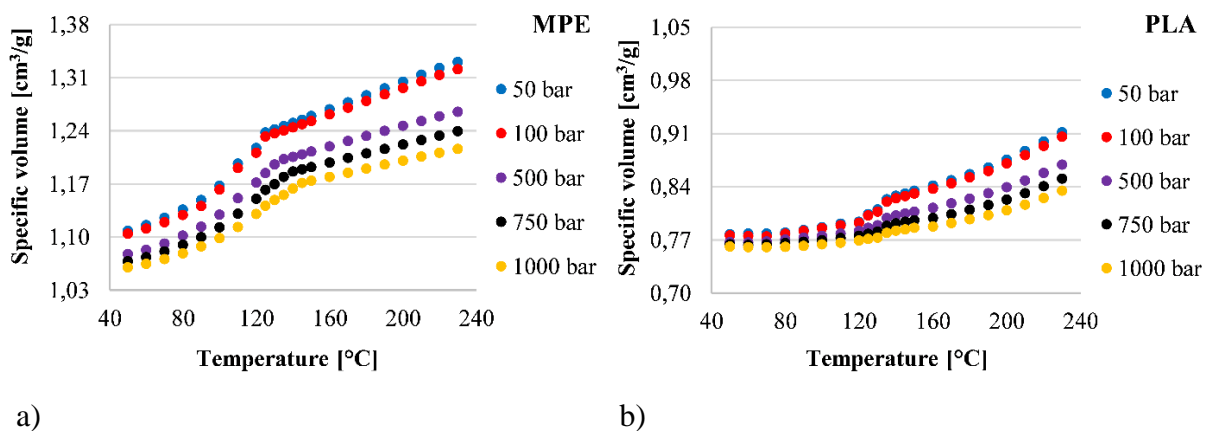 MPE
Specific volume [cm³/g]
1,38
1,31
1,24
1,17
1,10
1,03
40 80 120 160 200 240
Temperature [°C]
50 bar
100 bar
500 bar
750 bar
1000 bar
a)
PLA
Specific volume [cm³/g]
1,05
0,98
0,91
0,84
0,77
0,70
40 80 120 160 200 240
Temperature [°C]
50 bar
100 bar
500 bar
750 bar
1000 bar
b)